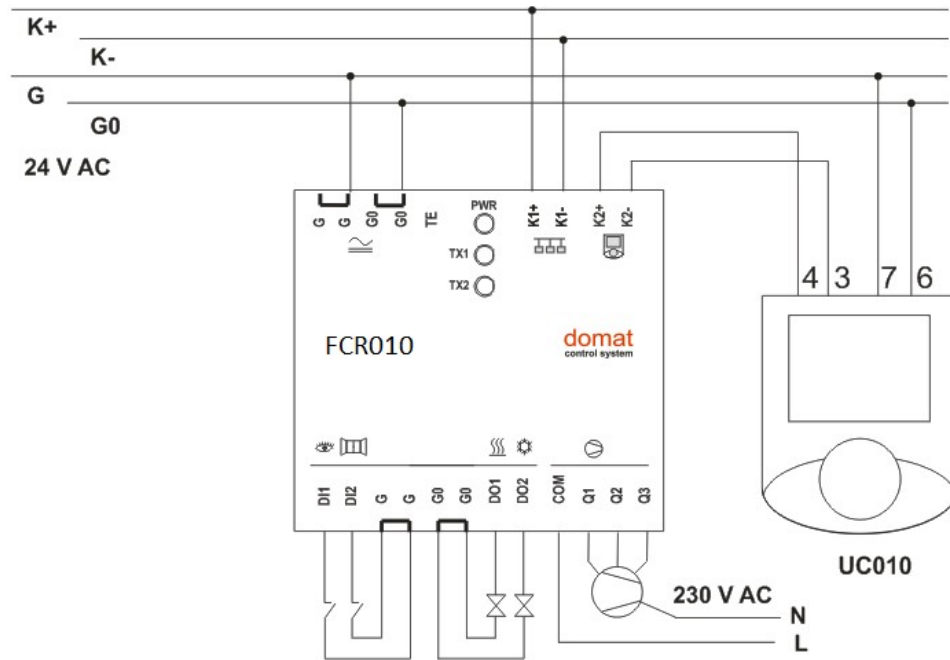 K+
K-
G
G0
24 V AC
G G G0 G0 TE PWR K1+ K1- K2+ K2-
TX1
TX2
4 3 7 6
FCR010
domat
control system
DI1 DI2 G G G0 G0 DO1 DO2 COM Q1 Q2 Q3
UC010
230 V AC
N
L